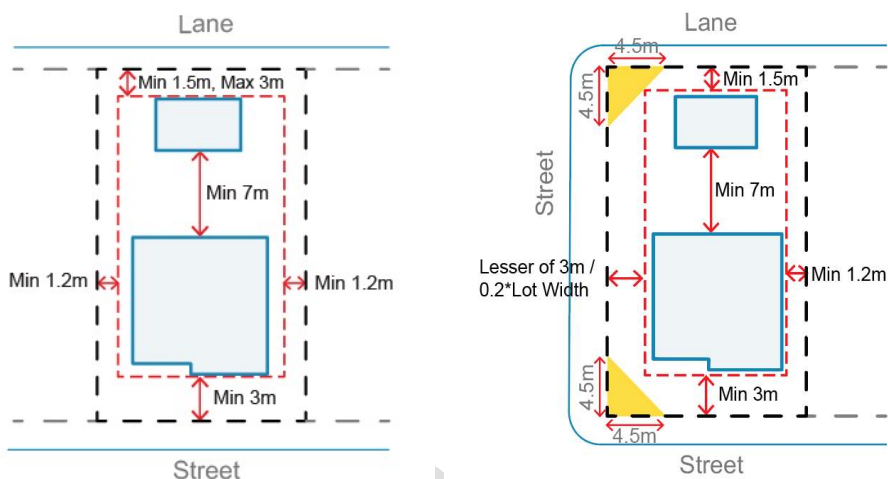 Lane
Min 1.5m, Max 3m
Min 7m
Min 1.2m
Min 1.2m
Min 3m
Street
Lane
4.5m
4.5m
Min 1.5m
Street
Min 7m
Lesser of 3m /
0.2*Lot Width
Min 1.2m
4.5m
Min 3m
4.5m
Street